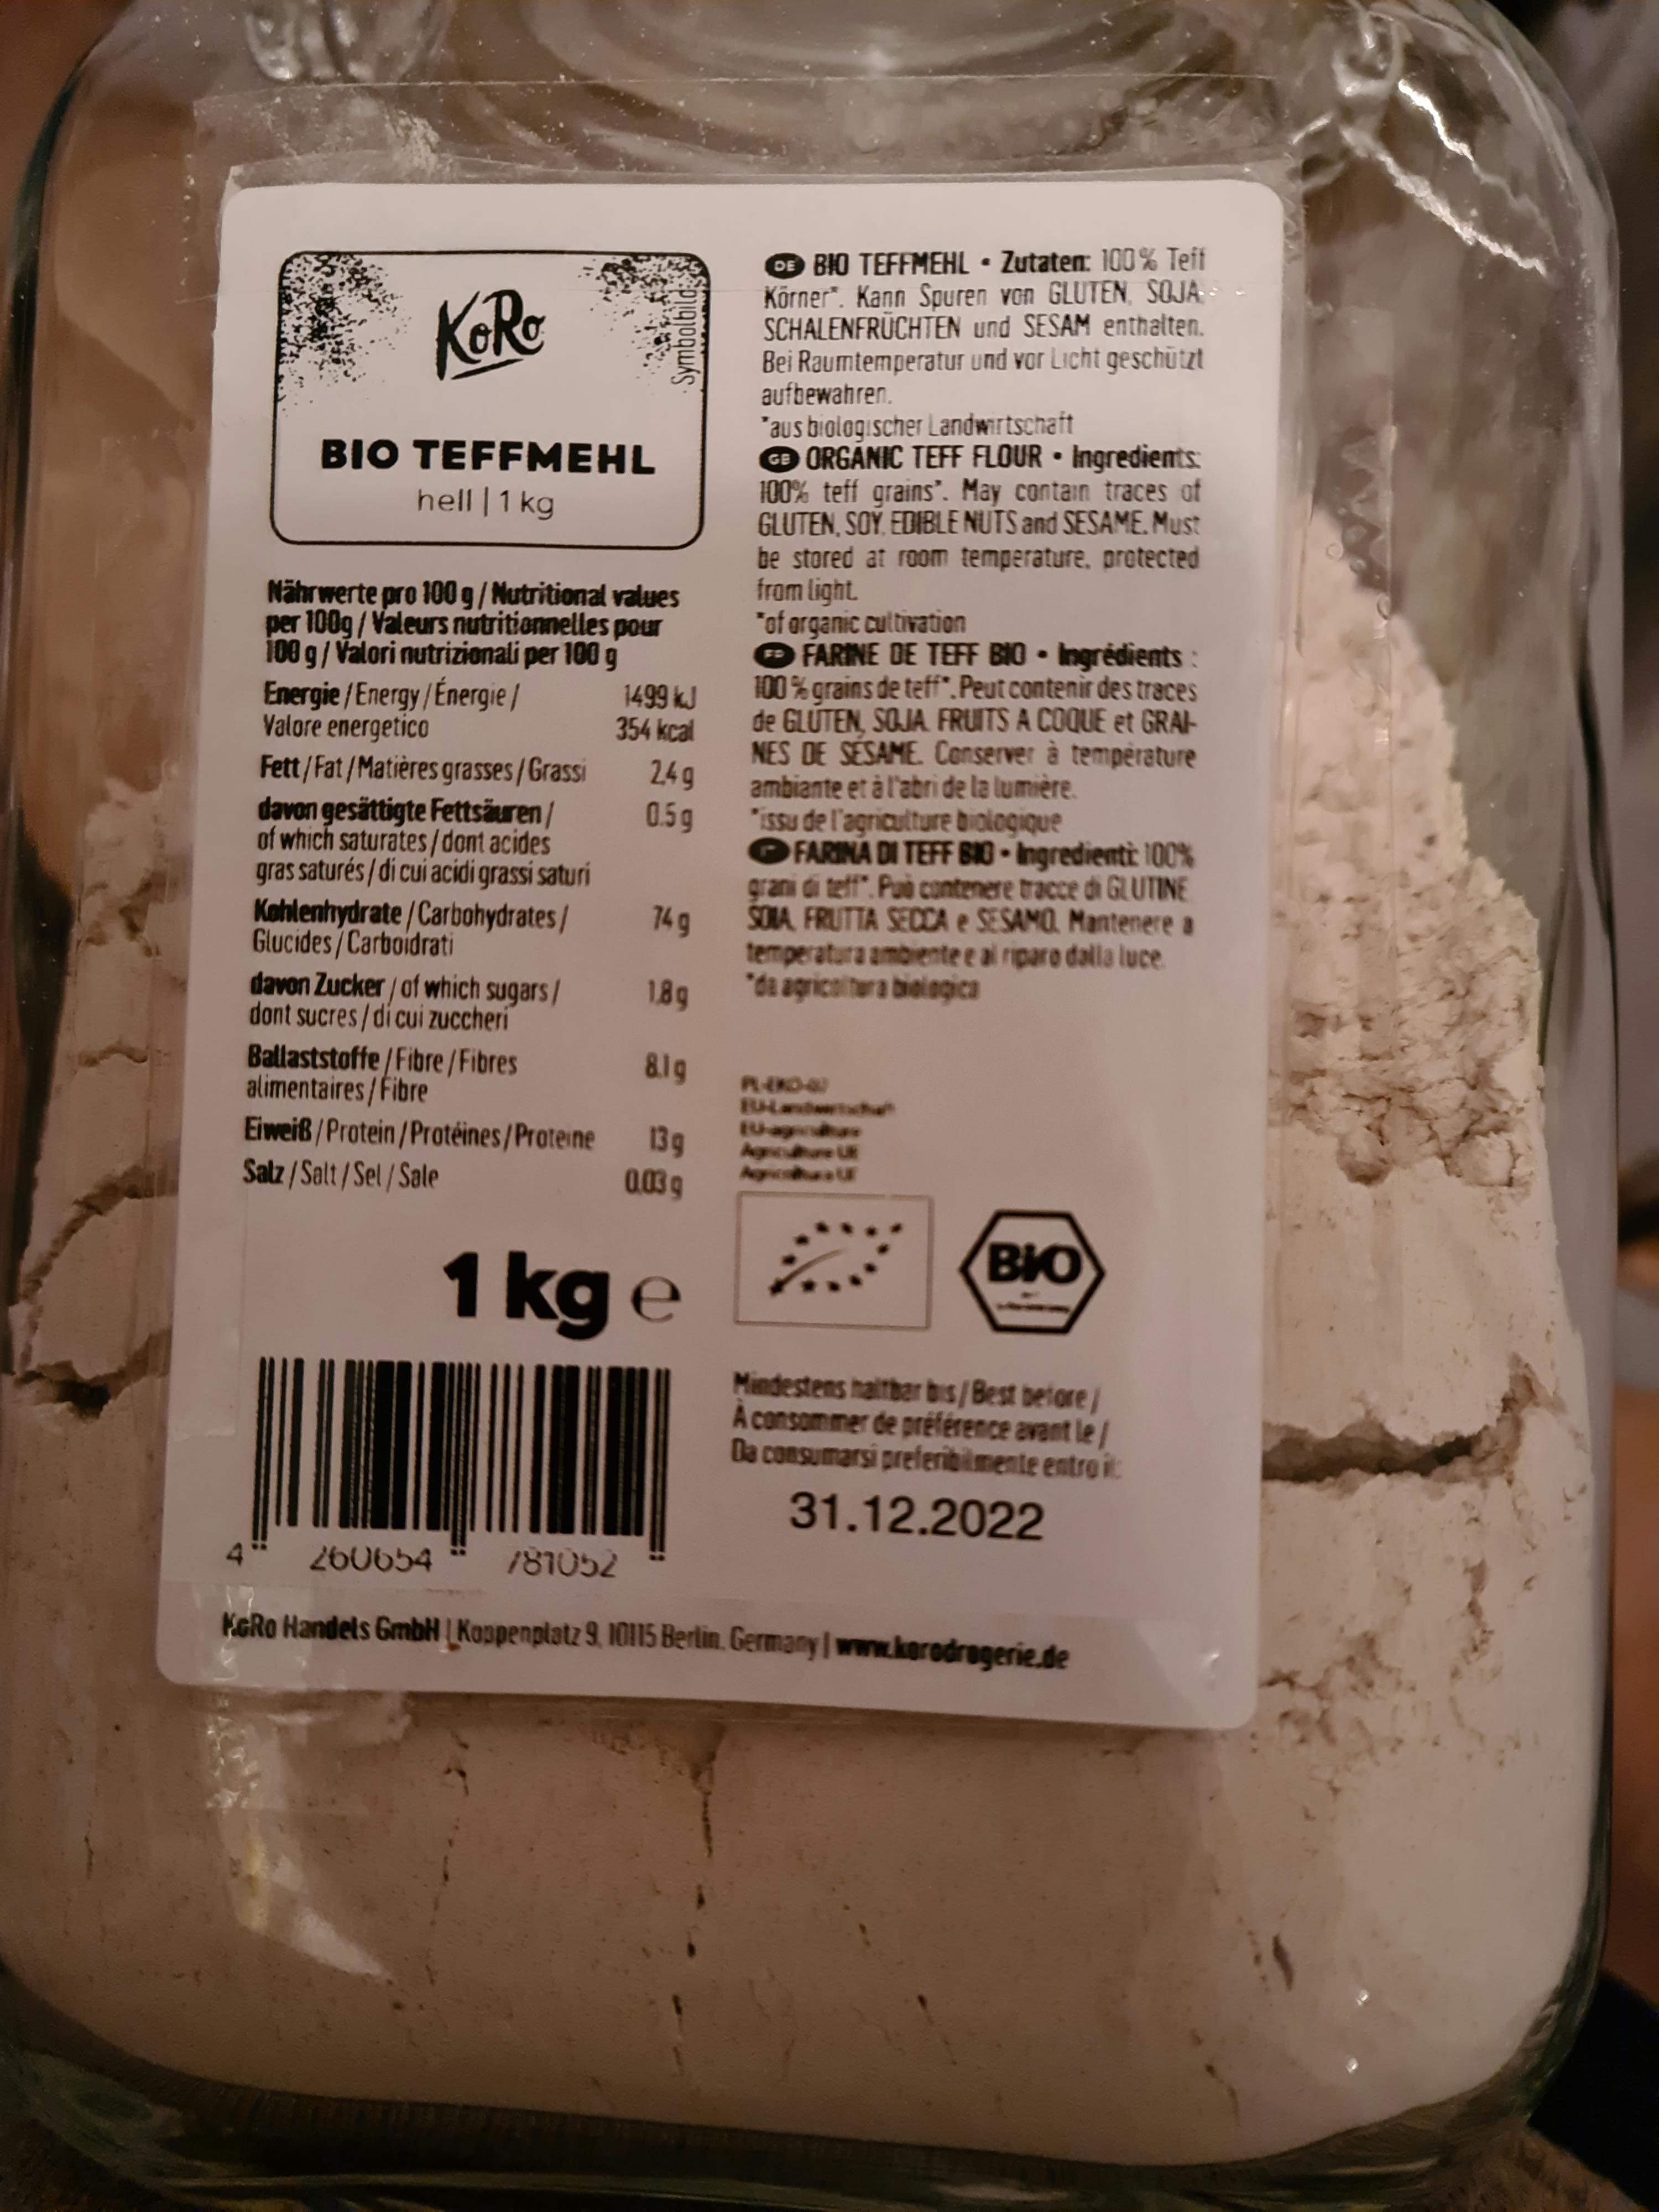 KoRo
Symbolbild
BIO TEFFMEHL
hell | 1 kg
Nährwerte pro 100 g / Nutritional values
per 100g / Valeurs nutritionnelles pour
100 g / Valori nutrizionali per 100 g
Energie / Energy / Énergie / 1499 kJ
Valore energetico 354 kcal
Fett / Fat / Matières grasses / Grassi 2,4 g
davon gesättigte Fettsäuren / 0.5 g
of which saturates / dont acides
gras saturés / di cui acidi grassi saturi
Kohlenhydrate / Carbohydrates / 74 g
Glucides / Carboidrati
davon Zucker / of which sugars / 1,8 g
dont sucres / di cui zuccheri
Ballaststoffe / Fibre / Fibres 8,1 g
alimentaires / Fibre
Eiweiß / Protein / Protéines / Proteine 13 g
Salz / Salt / Sel / Sale 0,03 g
1 kg e
4 260654 781052
DE BIO TEFFMEHL • Zutaten: 100 % Teff
Körner*. Kann Spuren von GLUTEN, SOJA,
SCHALENFRÜCHTEN und SESAM enthalten.
Bei Raumtemperatur und vor Licht geschützt
aufbewahren.
*aus biologischer Landwirtschaft
GB ORGANIC TEFF FLOUR • Ingredients:
100% teff grains*. May contain traces of
GLUTEN, SOY, EDIBLE NUTS and SESAME. Must
be stored at room temperature, protected
from light.
*of organic cultivation
FR FARINE DE TEFF BIO • Ingrédients :
100 % grains de teff*. Peut contenir des traces
de GLUTEN, SOJA, FRUITS A COQUE et GRAI-
NES DE SÉSAME. Conserver à température
ambiante et à l'abri de la lumière.
*issu de l'agriculture biologique
FARINA DI TEFF BIO • Ingredienti: 100%
grani di teff*. Può contenere tracce di GLUTINE,
SOIA, FRUTTA SECCA e SESAMO. Mantenere a
temperatura ambiente e al riparo dalla luce.
*da agricoltura biologica
EU-Landwirtschaft
EU-agriculture
Agriculture UE
Agricoltura UE
BiO
Mindestens haltbar bis / Best before /
À consommer de préférence avant le /
Da consumarsi preferibilmente entro il:
31.12.2022
KoRo Handels GmbH | Koppenplatz 9, 10115 Berlin, Germany | www.korodrogerie.de